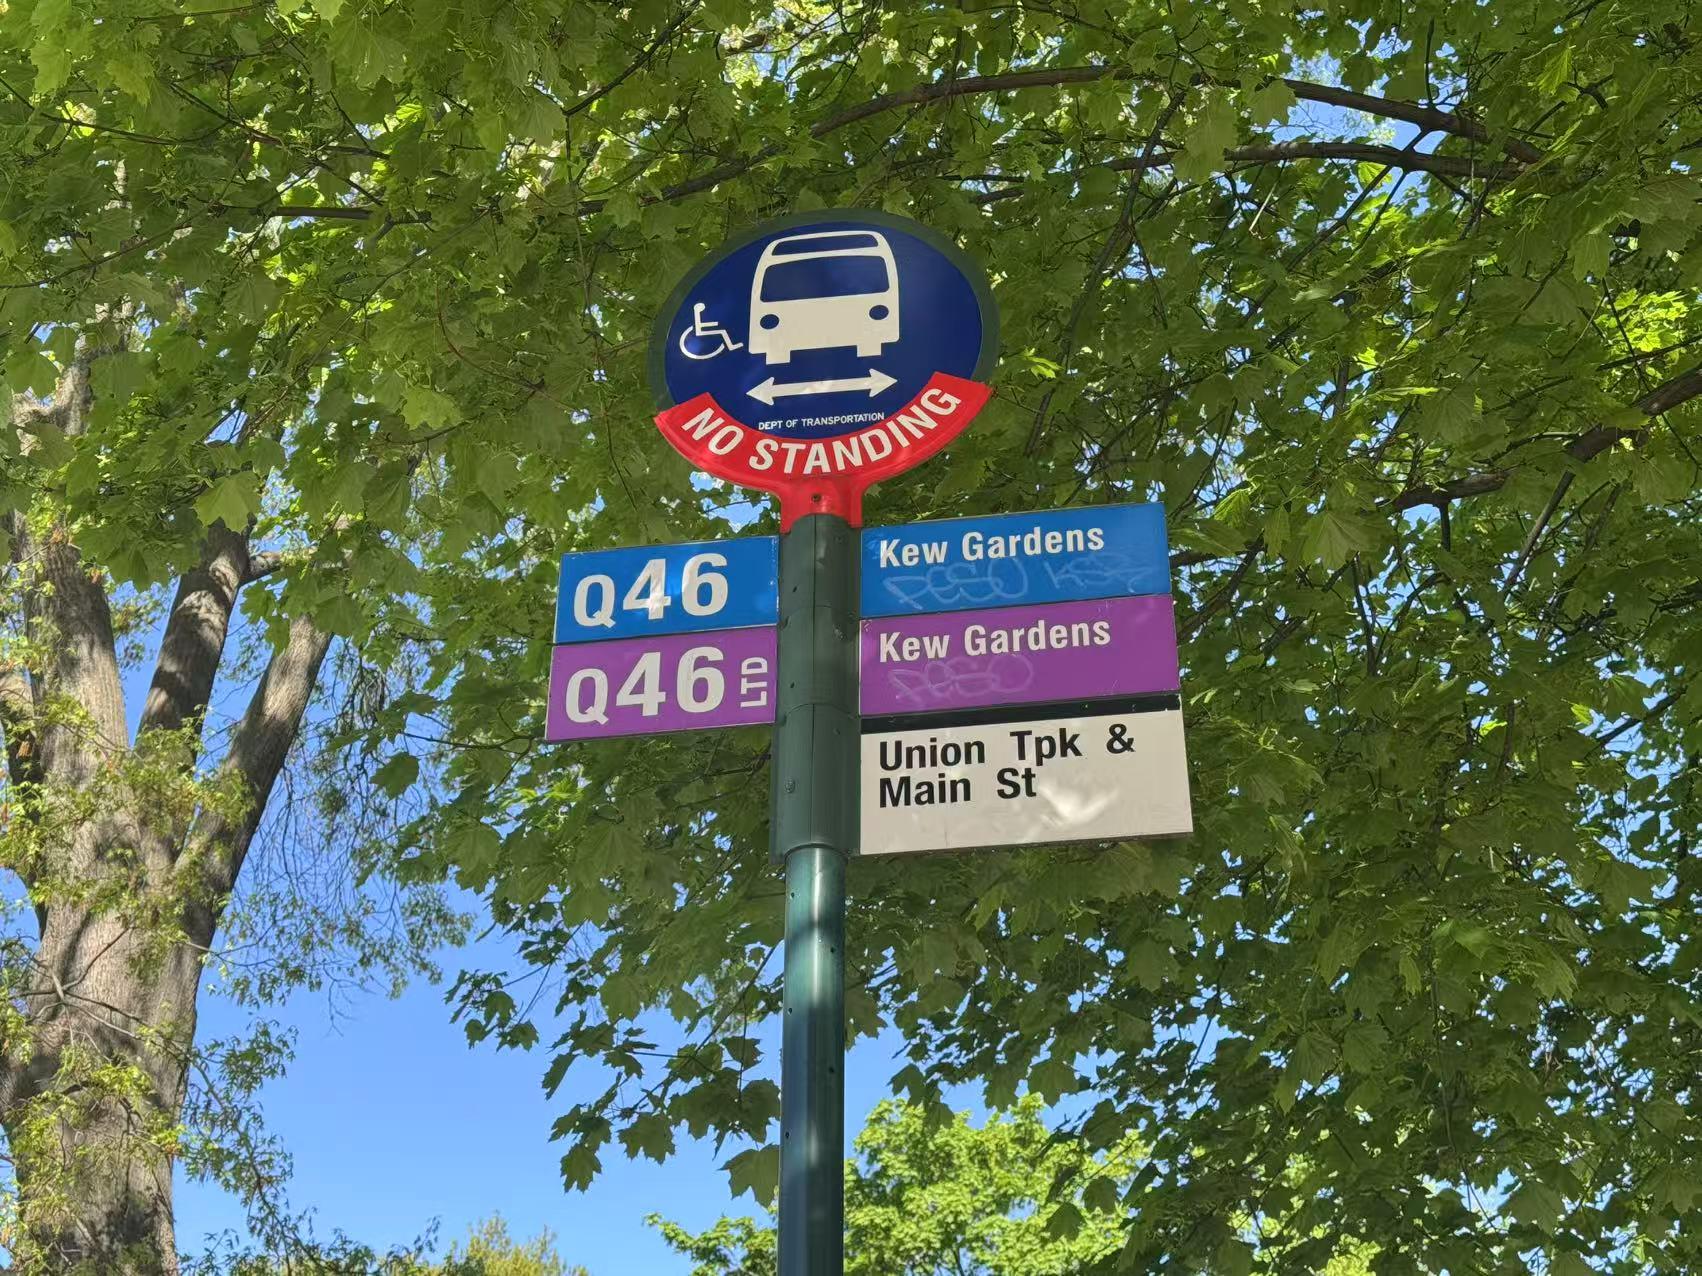 DEPT OF TRANSPORTATION
NO STANDING
Q46
Kew Gardens
Q46 LTD
Kew Gardens
Union Tpk &
Main St